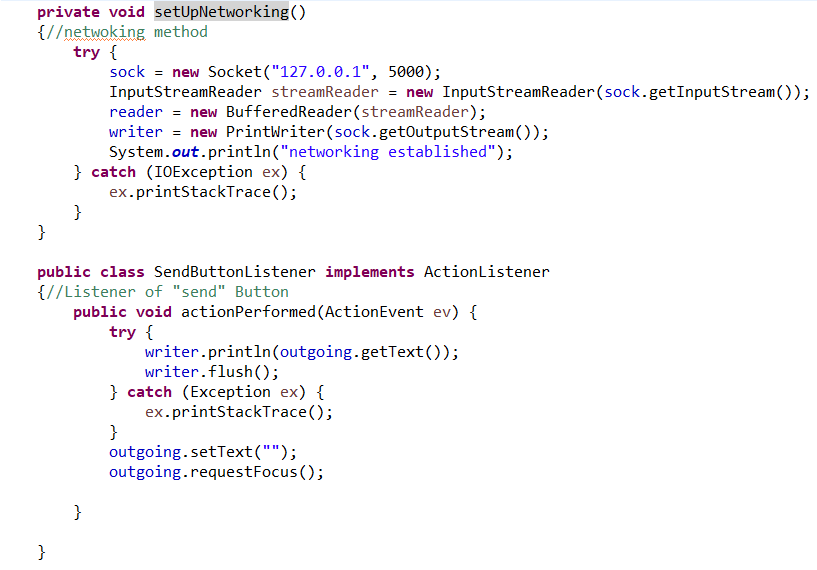 private void setUpNetworking()
{//netwoking method
    try {
        sock = new Socket("127.0.0.1", 5000);
        InputStreamReader streamReader = new InputStreamReader(sock.getInputStream());
        reader = new BufferedReader(streamReader);
        writer = new PrintWriter(sock.getOutputStream());
        System.out.println("networking established");
    } catch (IOException ex) {
        ex.printStackTrace();
    }
}

public class SendButtonListener implements ActionListener
{//Listener of "send" Button
    public void actionPerformed(ActionEvent ev) {
        try {
            writer.println(outgoing.getText());
            writer.flush();
        } catch (Exception ex) {
            ex.printStackTrace();
        }
        outgoing.setText("");
        outgoing.requestFocus();

    }

}